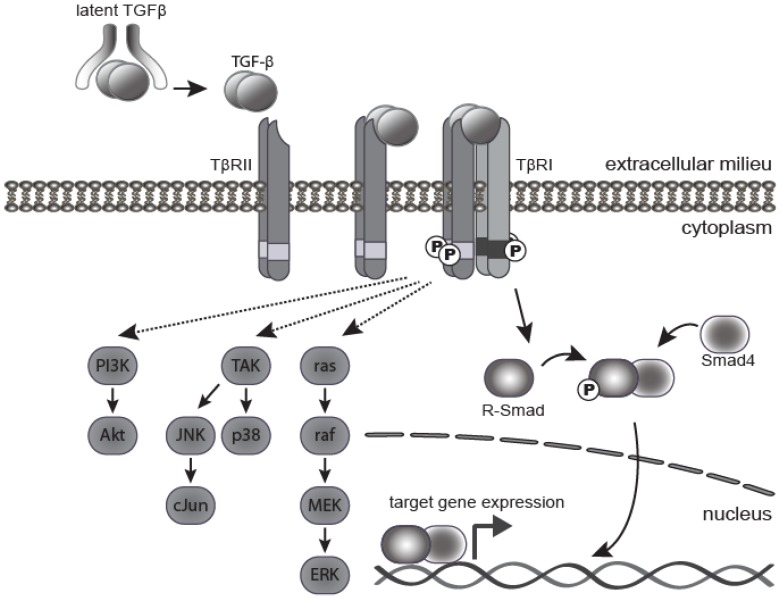 latent TGFβ
TGF-β
TβRII
TβRI
extracellular milieu
cytoplasm
P
P
P
PI3K
TAK
ras
Smad4
P
R-Smad
Akt
JNK
p38
raf
cJun
MEK
target gene expression
nucleus
ERK